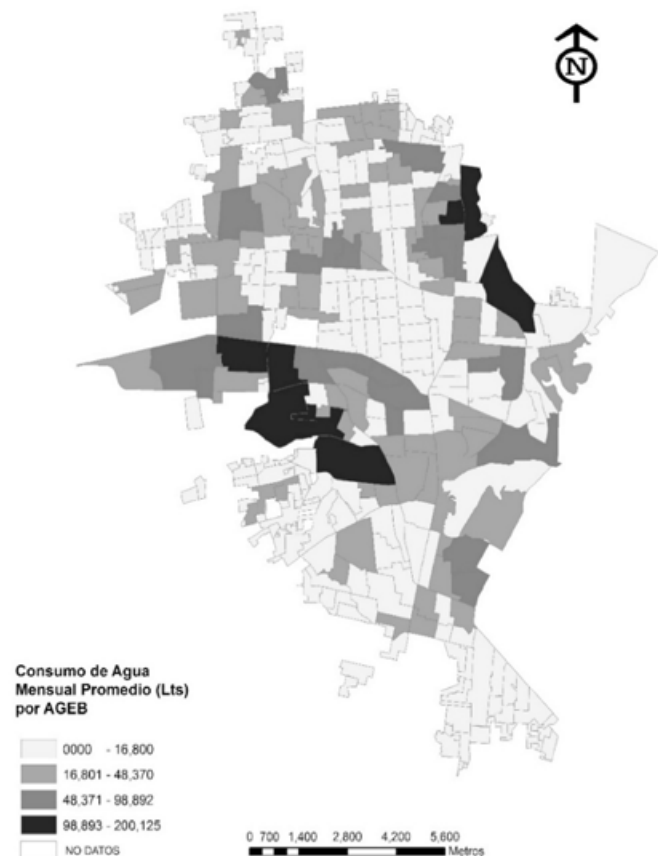 N
Consumo de Agua
Mensual Promedio (Lts)
por AGEB
0000 - 16,800
16,801 - 48,370
48,371 - 98,892
98,893 - 200,125
NO DATOS
0 700 1,400 2,800 4,200 5,600
Metros